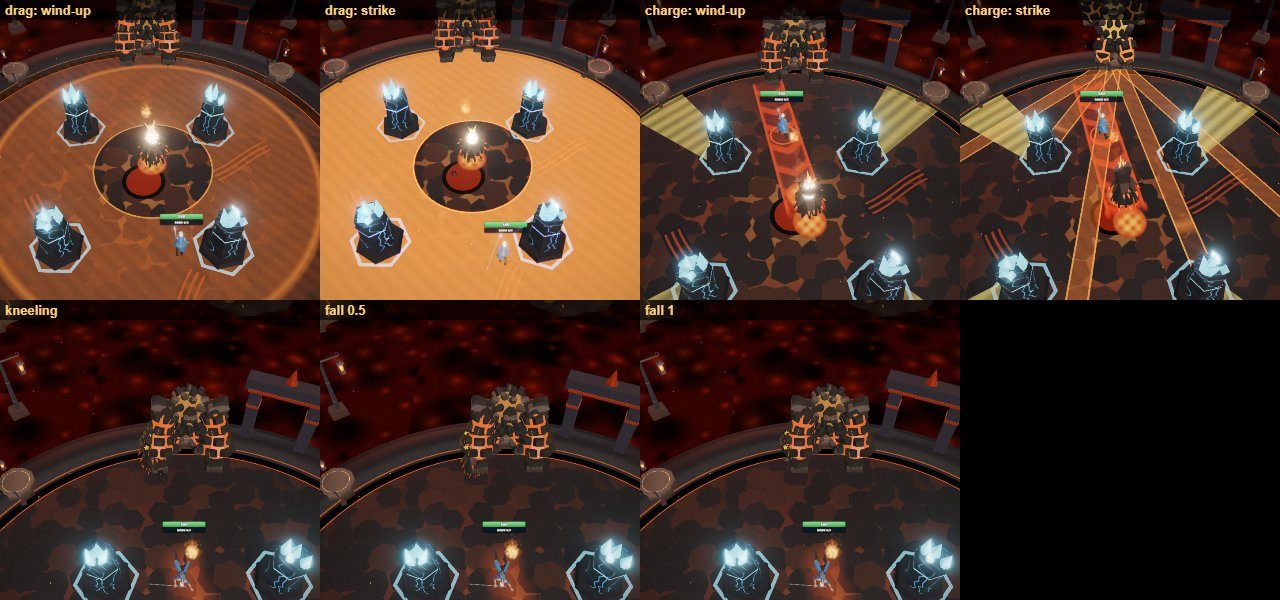 drag: wind-up
drag: strike
charge: wind-up
charge: strike
kneeling
fall 0.5
fall 1